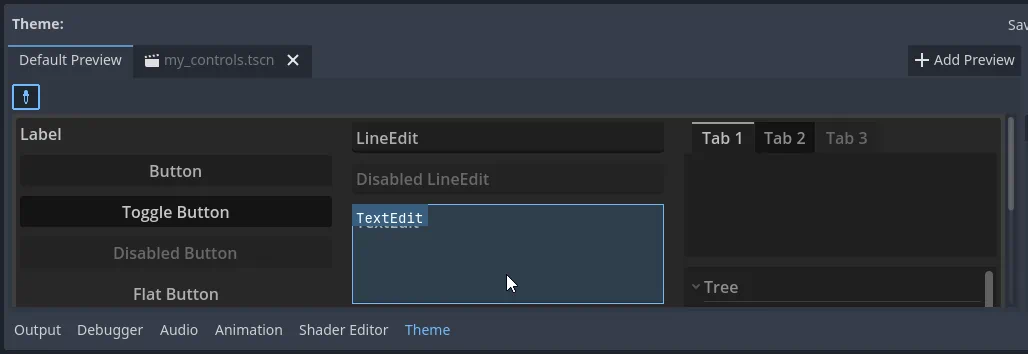 Theme:
Default Preview
my_controls.tscn
Add Preview
Label
Button
Toggle Button
Disabled Button
Flat Button
LineEdit
Disabled LineEdit
TextEdit
TextEdit
Tab 1 Tab 2 Tab 3
Tree
Output Debugger Audio Animation Shader Editor Theme